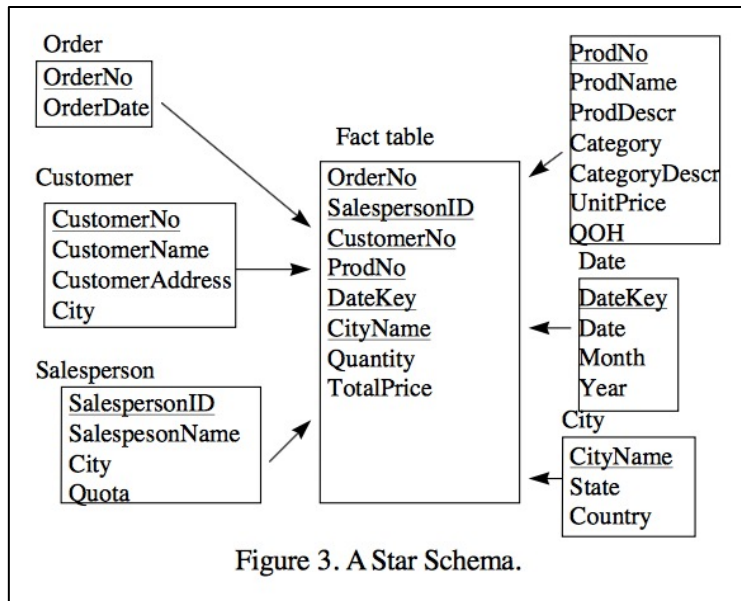 Order
OrderNo
OrderDate
Customer
CustomerNo
CustomerName
CustomerAddress
City
Salesperson
SalespersonID
SalespesonName
City
Quota
Fact table
OrderNo
SalespersonID
CustomerNo
ProdNo
DateKey
CityName
Quantity
TotalPrice
ProdNo
ProdName
ProdDescr
Category
CategoryDescr
UnitPrice
QOH
Date
DateKey
Date
Month
Year
City
CityName
State
Country
Figure 3. A Star Schema.